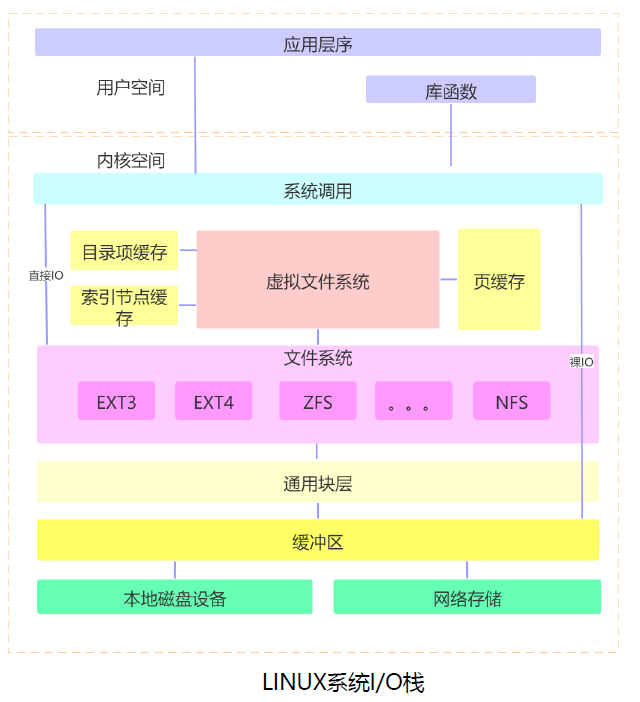 应用层序
用户空间
库函数
内核空间
系统调用
目录项缓存
虚拟文件系统
页缓存
直接IO
索引节点缓
存
文件系统
裸IO
EXT3
EXT4
ZFS
。。。
NFS
通用块层
缓冲区
本地磁盘设备
网络存储
LINUX系统I/O栈